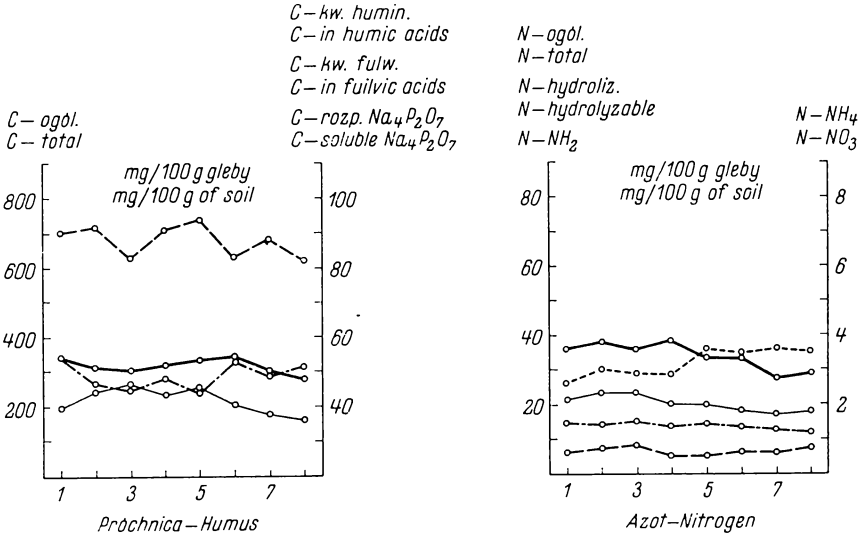 C–kw. humin.
C–in humic acids
C–kw. fulw.
C–in fuilvic acids
C–ogól.
C–total
C–rozp. Na4P2O7
C–soluble Na4P2O7
mg/100 g gleby
mg/100 g of soil
800
600
400
200
100
80
60
40
1 3 5 7
Próchnica–Humus
N–ogól.
N–total
N–hydroliz.
N–hydrolyzable
N–NH2
N–NH4
N–NO3
mg/100 g gleby
mg/100 g of soil
80
60
40
20
8
6
4
2
1 3 5 7
Azot–Nitrogen